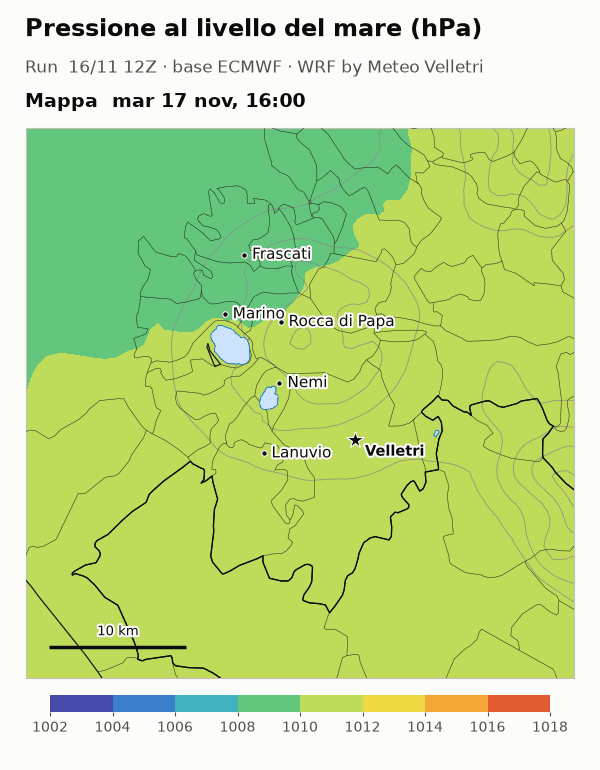 Pressione al livello del mare (hPa)
Run  16/11 12Z · base ECMWF · WRF by Meteo Velletri
Mappa  mar 17 nov, 16:00
Frascati
Marino
Rocca di Papa
Nemi
Velletri
Lanuvio
10 km
1002 1004 1006 1008 1010 1012 1014 1016 1018